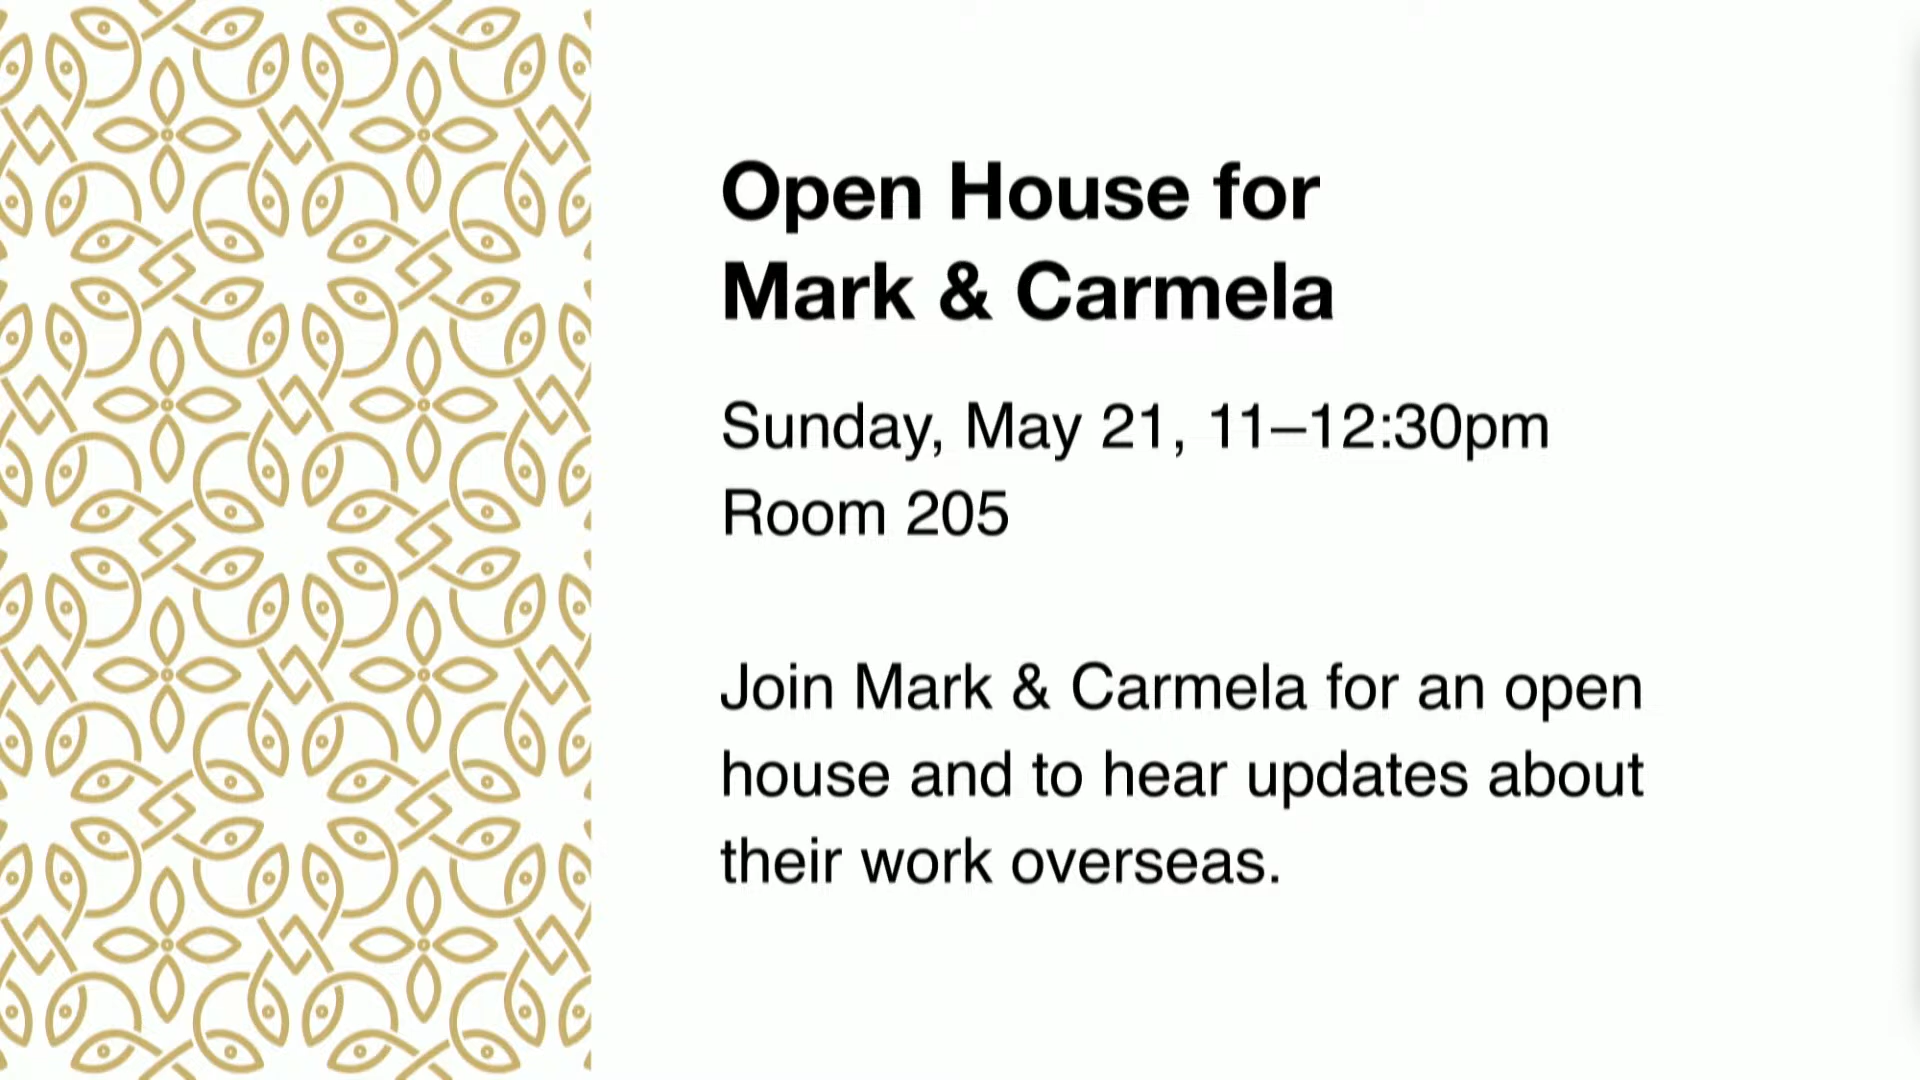 Open House for
Mark & Carmela
Sunday, May 21, 11–12:30pm
Room 205
Join Mark & Carmela for an open
house and to hear updates about
their work overseas.